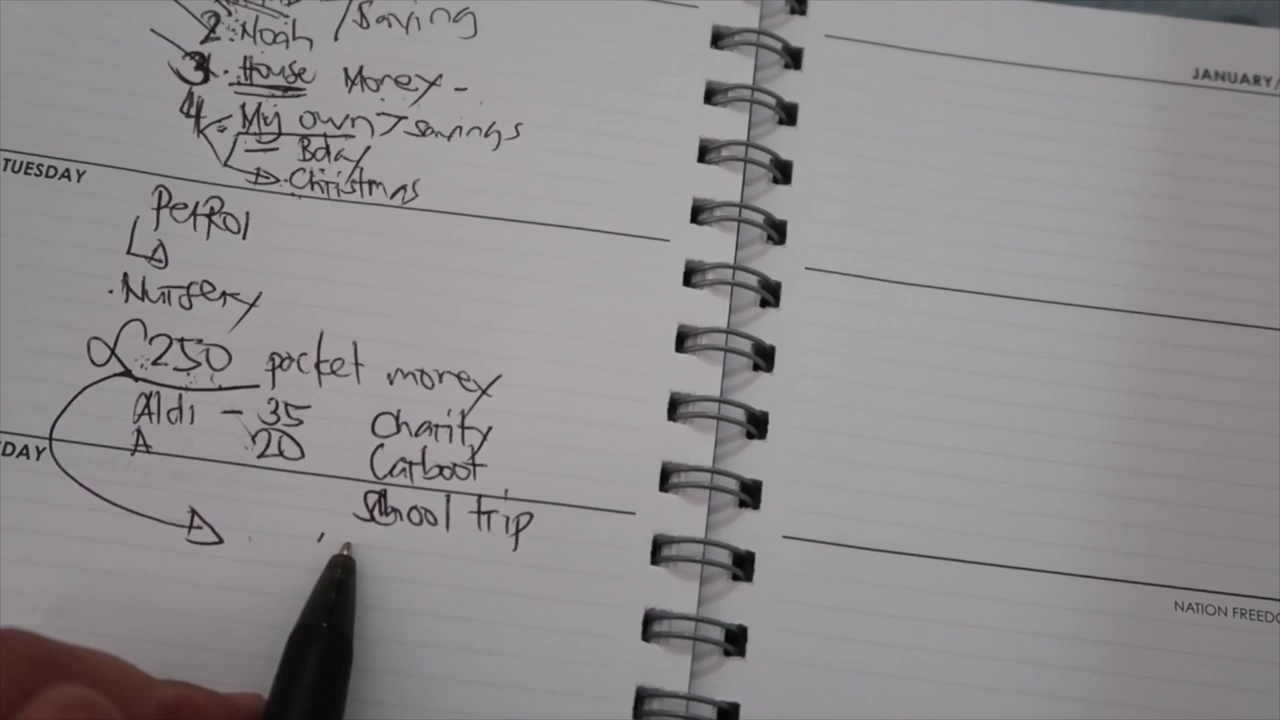 2. Noah /Saving
3. House Money -
4. My own > savings
- Bday
Christmas
TUESDAY
PetRol
.Nursery
£250 pocket money
Aldi - 35 Charity
A 20 Carboot
DAY
School trip
JANUARY/
NATION FREEDO